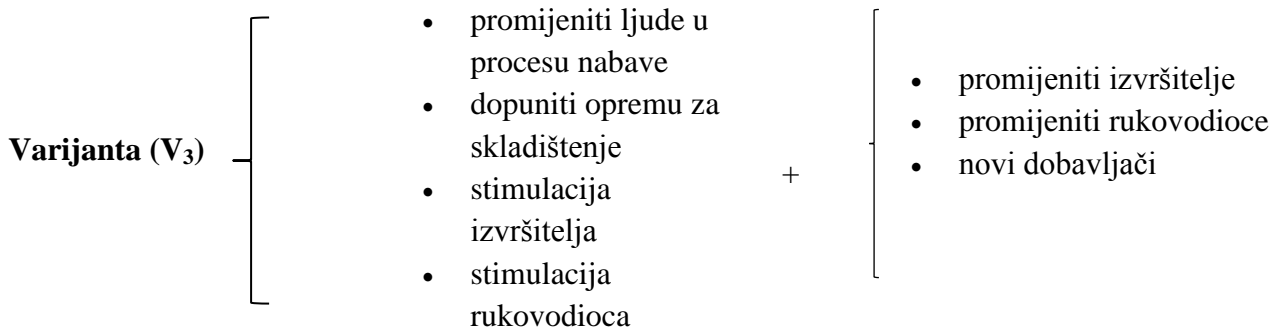 Varijanta (V₃)
• promijeniti ljude u
procesu nabave
• dopuniti opremu za
skladištenje
• stimulacija
izvršitelja
• stimulacija
rukovodioca
+
• promijeniti izvršitelje
• promijeniti rukovodioce
• novi dobavljači